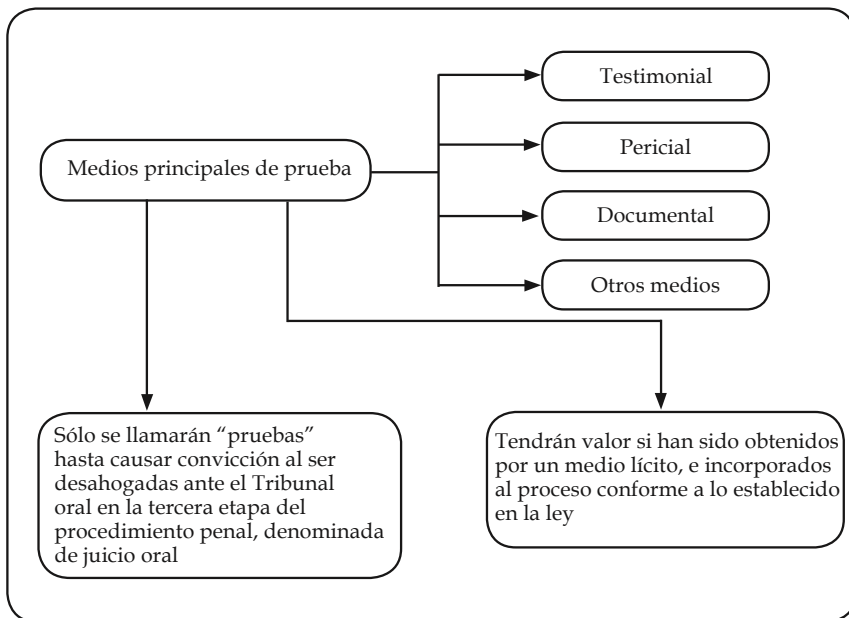 Testimonial
Medios principales de prueba
Pericial
Documental
Otros medios
Sólo se llamarán “pruebas”
hasta causar convicción al ser
desahogadas ante el Tribunal
oral en la tercera etapa del
procedimiento penal, denominada
de juicio oral
Tendrán valor si han sido obtenidos
por un medio lícito, e incorporados
al proceso conforme a lo establecido
en la ley